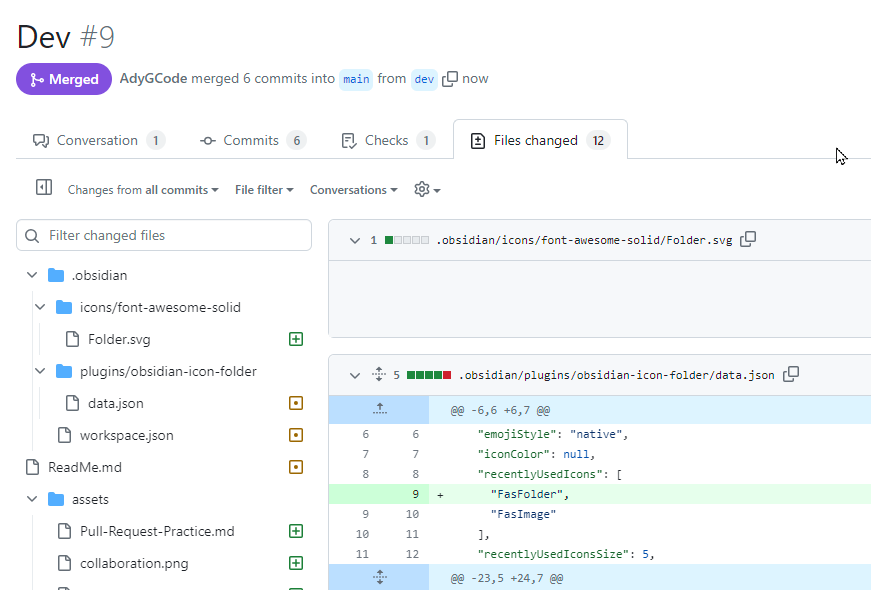 Dev #9
Merged AdyGCode merged 6 commits into main from dev now
Conversation 1 Commits 6 Checks 1 Files changed 12
Changes from all commits File filter Conversations
Filter changed files
.obsidian
icons/font-awesome-solid
Folder.svg
plugins/obsidian-icon-folder
data.json
workspace.json
ReadMe.md
assets
Pull-Request-Practice.md
collaboration.png
1 .obsidian/icons/font-awesome-solid/Folder.svg
5 .obsidian/plugins/obsidian-icon-folder/data.json
@@ -6,6 +6,7 @@
6 6 "emojiStyle": "native",
7 7 "iconColor": null,
8 8 "recentlyUsedIcons": [
9 + "FasFolder",
9 10 "FasImage"
10 11 ],
11 12 "recentlyUsedIconsSize": 5,
@@ -23,5 +24,7 @@